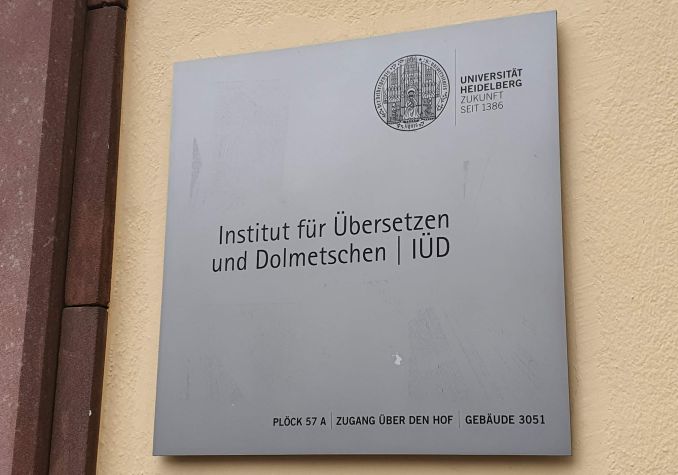 UNIVERSITÄT
HEIDELBERG
ZUKUNFT
SEIT 1386
Institut für Übersetzen
und Dolmetschen | IÜD
PLÖCK 57 A | ZUGANG ÜBER DEN HOF | GEBÄUDE 3051